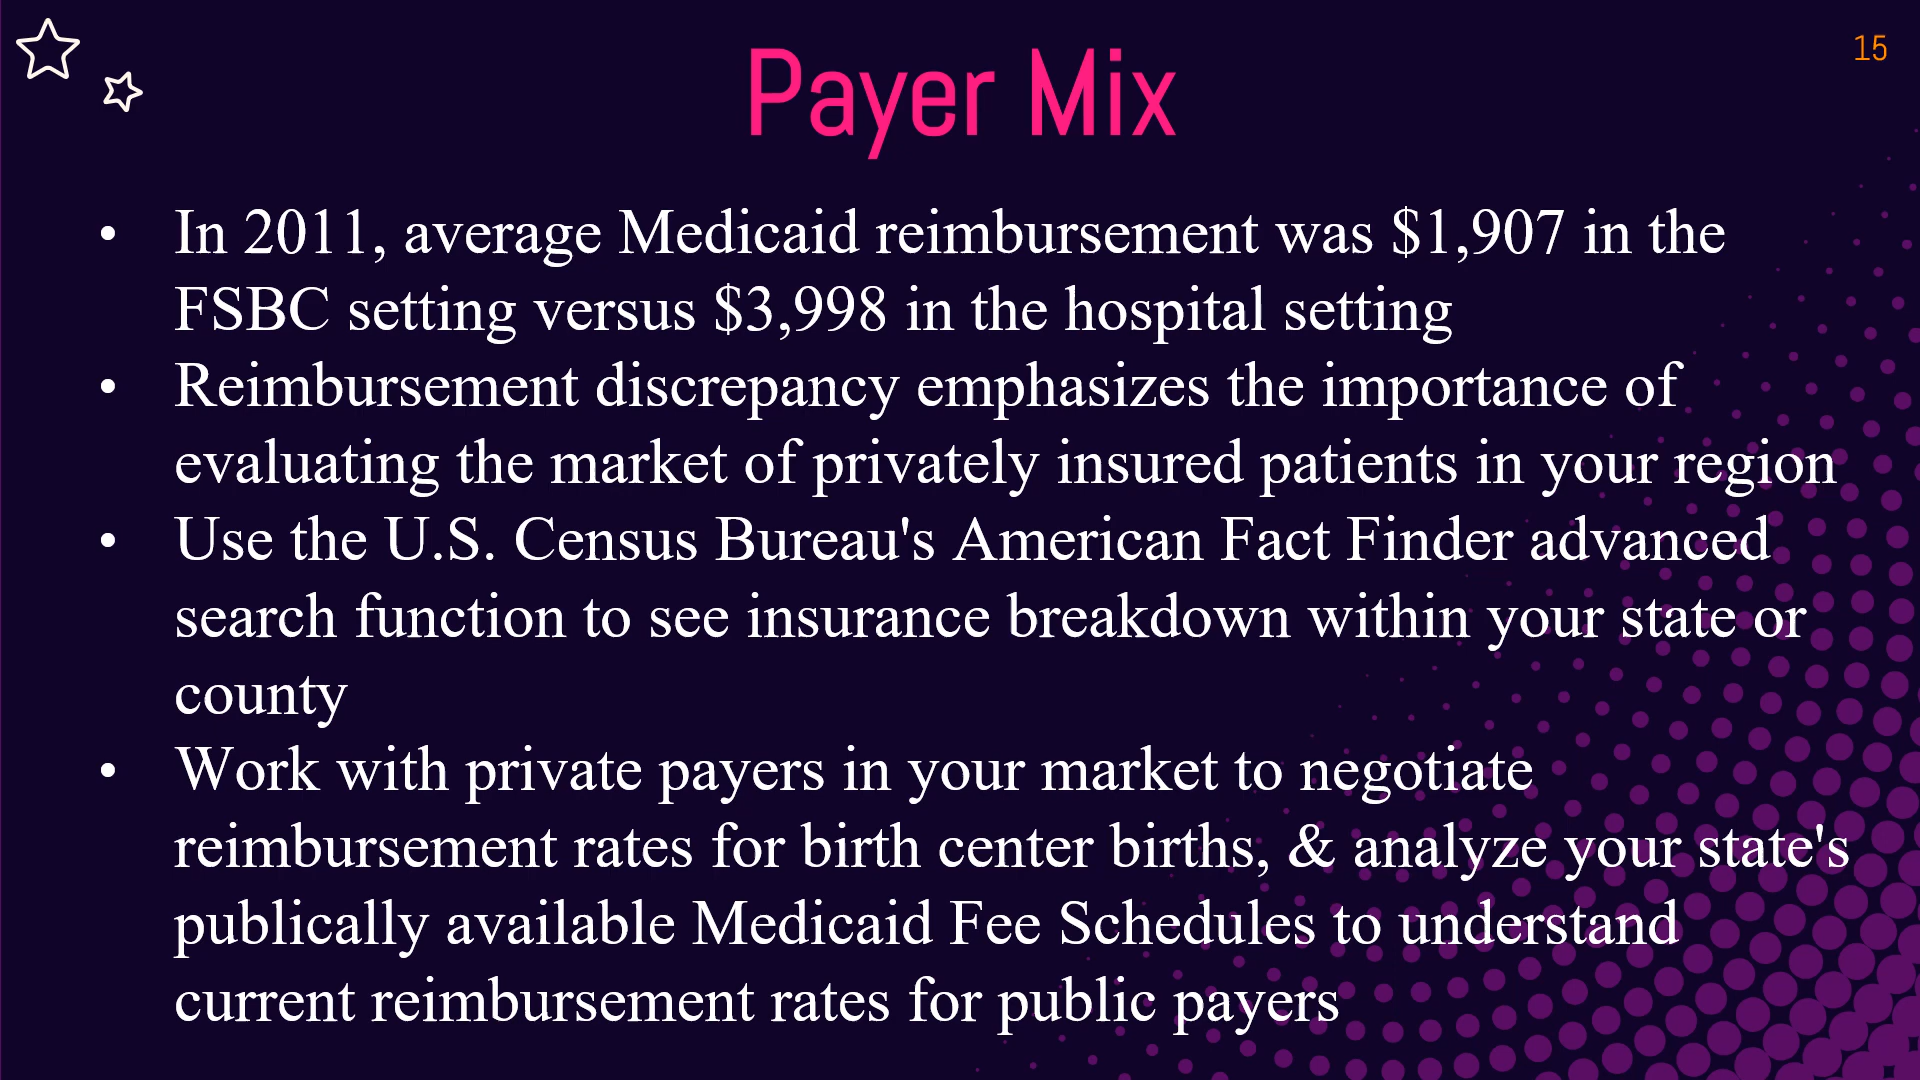 15
Payer Mix
• In 2011, average Medicaid reimbursement was $1,907 in the
FSBC setting versus $3,998 in the hospital setting
• Reimbursement discrepancy emphasizes the importance of
evaluating the market of privately insured patients in your region
• Use the U.S. Census Bureau's American Fact Finder advanced
search function to see insurance breakdown within your state or
county
• Work with private payers in your market to negotiate
reimbursement rates for birth center births, & analyze your state's
publically available Medicaid Fee Schedules to understand
current reimbursement rates for public payers